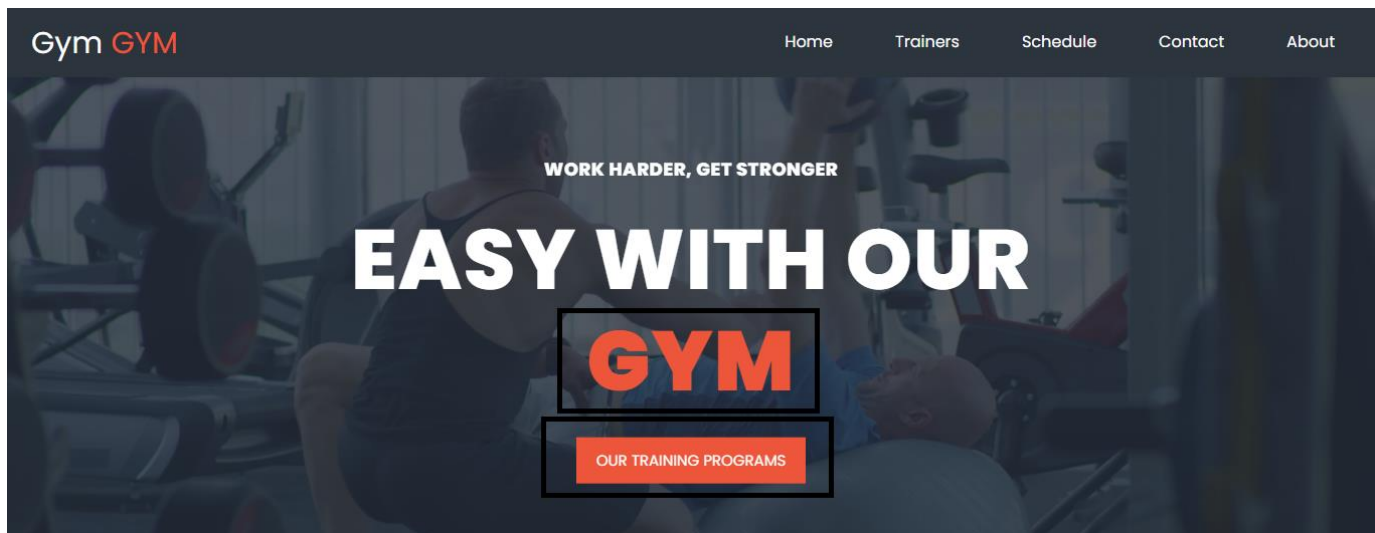 Gym GYM
Home Trainers Schedule Contact About
WORK HARDER, GET STRONGER
EASY WITH OUR
GYM
OUR TRAINING PROGRAMS